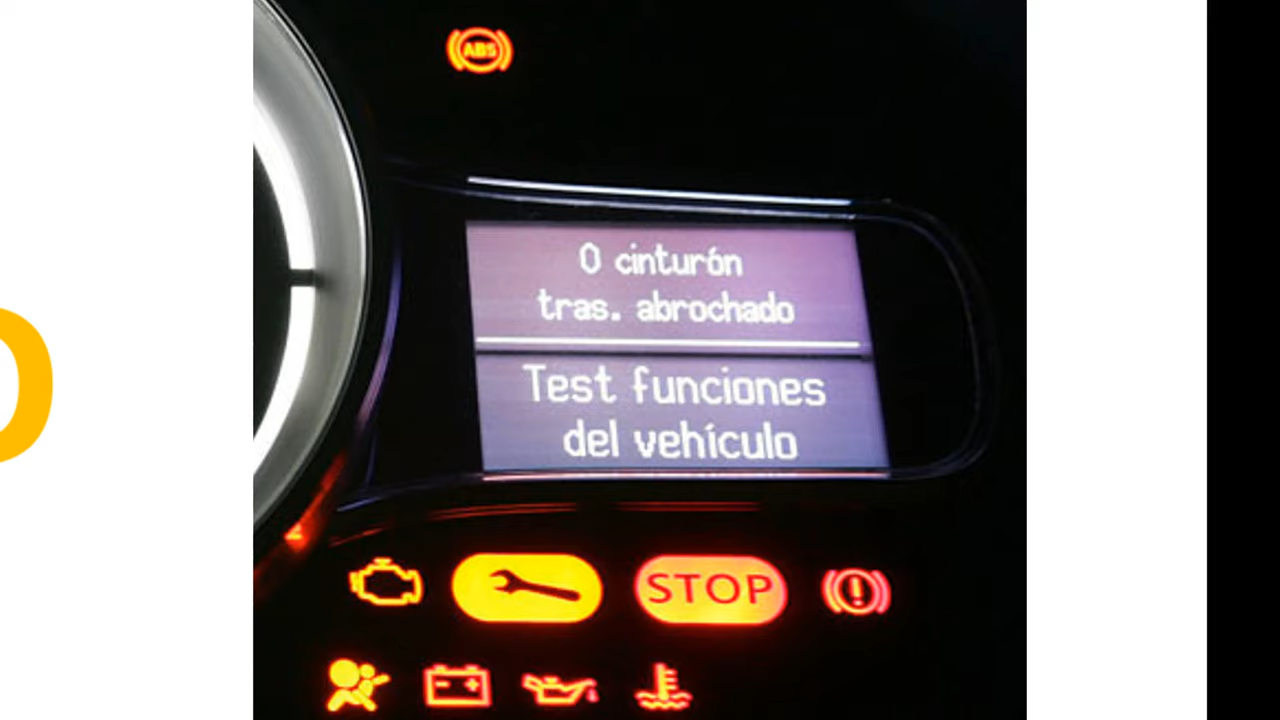 ABS
0 cinturón
tras. abrochado
Test funciones
del vehículo
STOP